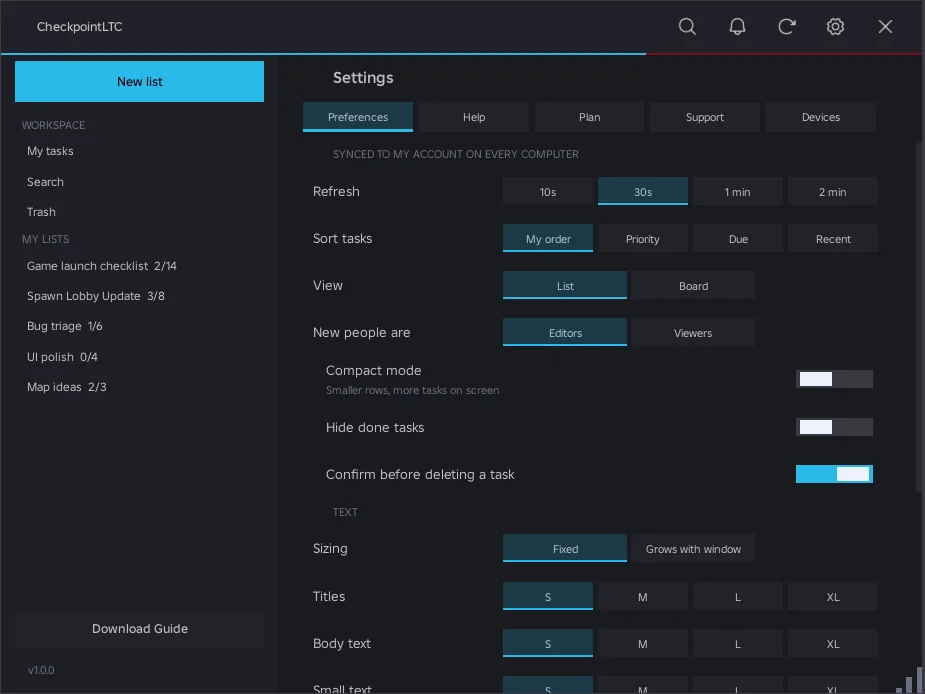 CheckpointLTC
New list
WORKSPACE
My tasks
Search
Trash
MY LISTS
Game launch checklist 2/14
Spawn Lobby Update 3/8
Bug triage 1/6
UI polish 0/4
Map ideas 2/3
Download Guide
v1.0.0
Settings
Preferences Help Plan Support Devices
SYNCED TO MY ACCOUNT ON EVERY COMPUTER
Refresh 10s 30s 1 min 2 min
Sort tasks My order Priority Due Recent
View List Board
New people are Editors Viewers
Compact mode
Smaller rows, more tasks on screen
Hide done tasks
Confirm before deleting a task
TEXT
Sizing Fixed Grows with window
Titles S M L XL
Body text S M L XL
Small text S M L XL